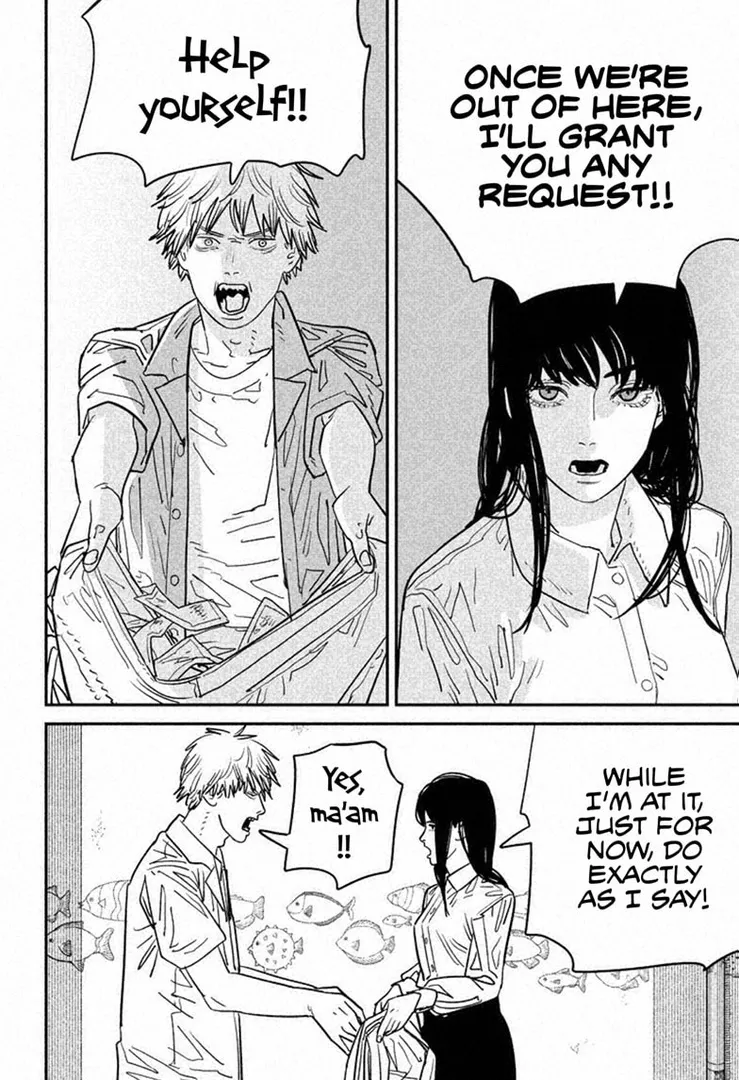 ONCE WE'RE
OUT OF HERE,
I'LL GRANT
YOU ANY
REQUEST!!
Help
yourself!!
WHILE
I'M AT IT,
JUST FOR
NOW, DO
EXACTLY
AS I SAY!
Yes,
ma'am
!!